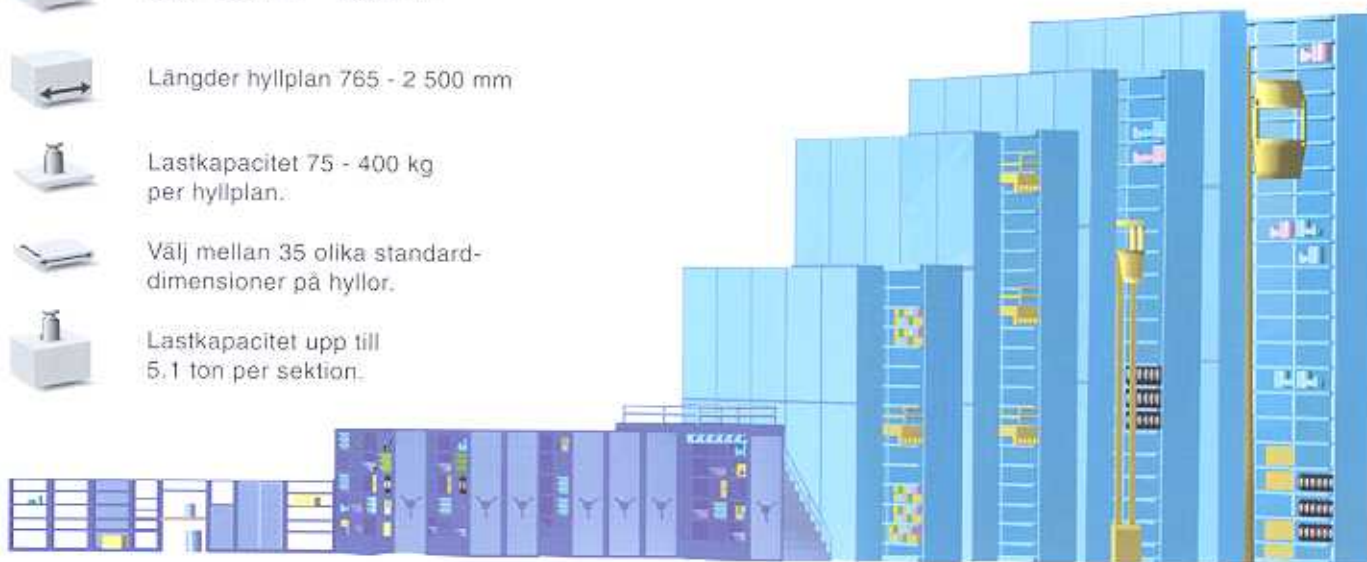 Längder hyllplan 765 - 2 500 mm
Lastkapacitet 75 - 400 kg
per hyllplan.
Välj mellan 35 olika standard-
dimensioner på hyllor.
Lastkapacitet upp till
5.1 ton per sektion.